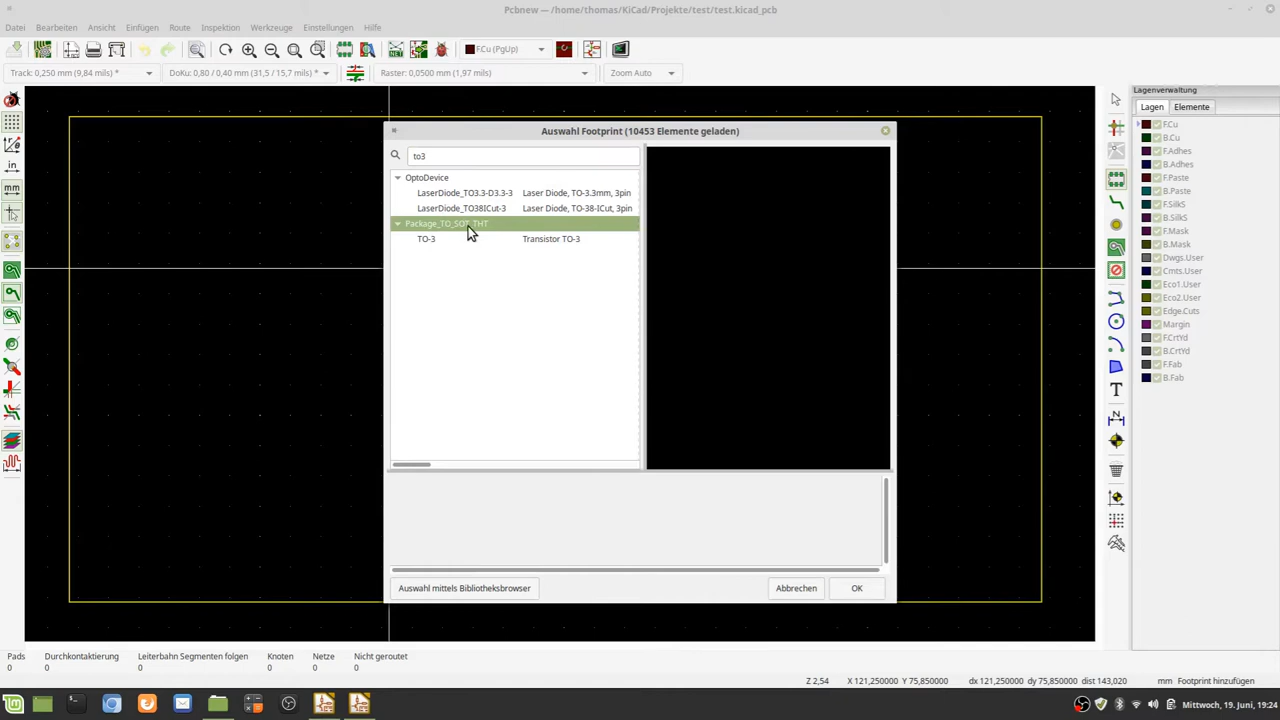 Pcbnew — /home/thomas/KiCad/Projekte/test/test.kicad_pcb
Datei Bearbeiten Ansicht Einfügen Route Inspektion Werkzeuge Einstellungen Hilfe
NET F.Cu (PgUp)
Track: 0,250 mm (9,84 mils) * DoKu: 0,80 / 0,40 mm (31,5 / 15,7 mils) * Raster: 0,0500 mm (1,97 mils) Zoom Auto
Lagenverwaltung
Lagen Elemente
F.Cu
B.Cu
F.Adhes
B.Adhes
F.Paste
B.Paste
F.SilkS
B.SilkS
F.Mask
B.Mask
Dwgs.User
Cmts.User
Eco1.User
Eco2.User
Edge.Cuts
Margin
F.CrtYd
B.CrtYd
F.Fab
B.Fab
in
mm
T
N
Auswahl Footprint (10453 Elemente geladen)
to3
OptoDevice
LaserDiode_TO3.3-D3.3-3 Laser Diode, TO-3.3mm, 3pin
LaserDiode_TO38ICut-3 Laser Diode, TO-38-ICut, 3pin
Package_TO_SOT_THT
TO-3 Transistor TO-3
Auswahl mittels Bibliotheksbrowser Abbrechen OK
Pads Durchkontaktierung Leiterbahn Segmenten folgen Knoten Netze Nicht geroutet
0 0 0 0 0 0
Z 2,54 X 121,250000 Y 75,850000 dx 121,250000 dy 75,850000 dist 143,020 mm Footprint hinzufügen
Mittwoch, 19. Juni, 19:24